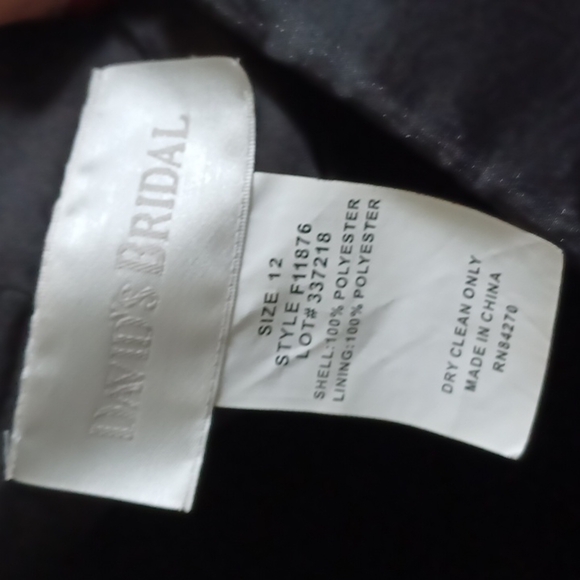 DAVID'S BRIDAL
SIZE 12
STYLE F11876
LOT# 337218
SHELL:100% POLYESTER
LINING:100% POLYESTER
DRY CLEAN ONLY
MADE IN CHINA
RN84270